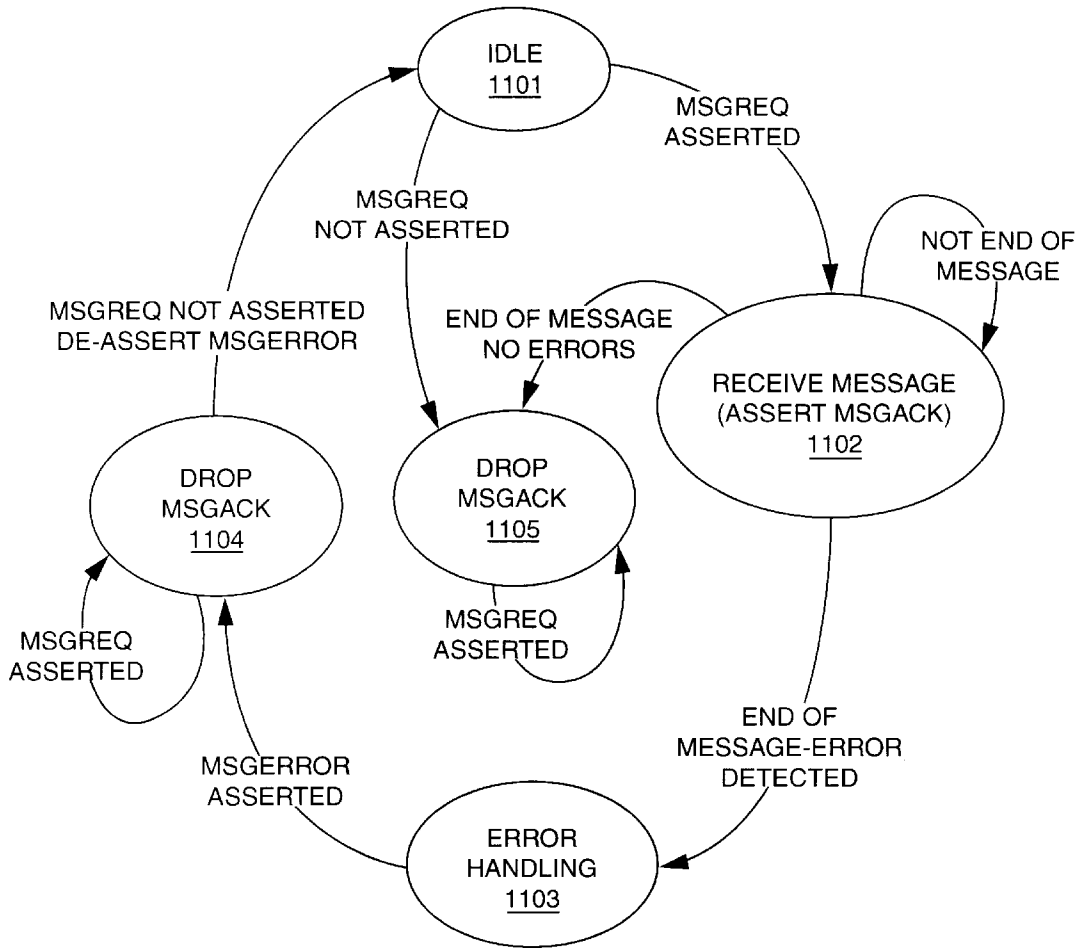 IDLE
1101
MSGREQ
ASSERTED
MSGREQ
NOT ASSERTED
NOT END OF
MESSAGE
MSGREQ NOT ASSERTED
DE-ASSERT MSGERROR
END OF MESSAGE
NO ERRORS
RECEIVE MESSAGE
(ASSERT MSGACK)
1102
DROP
MSGACK
1104
DROP
MSGACK
1105
MSGREQ
ASSERTED
MSGREQ
ASSERTED
END OF
MESSAGE-ERROR
DETECTED
MSGERROR
ASSERTED
ERROR
HANDLING
1103